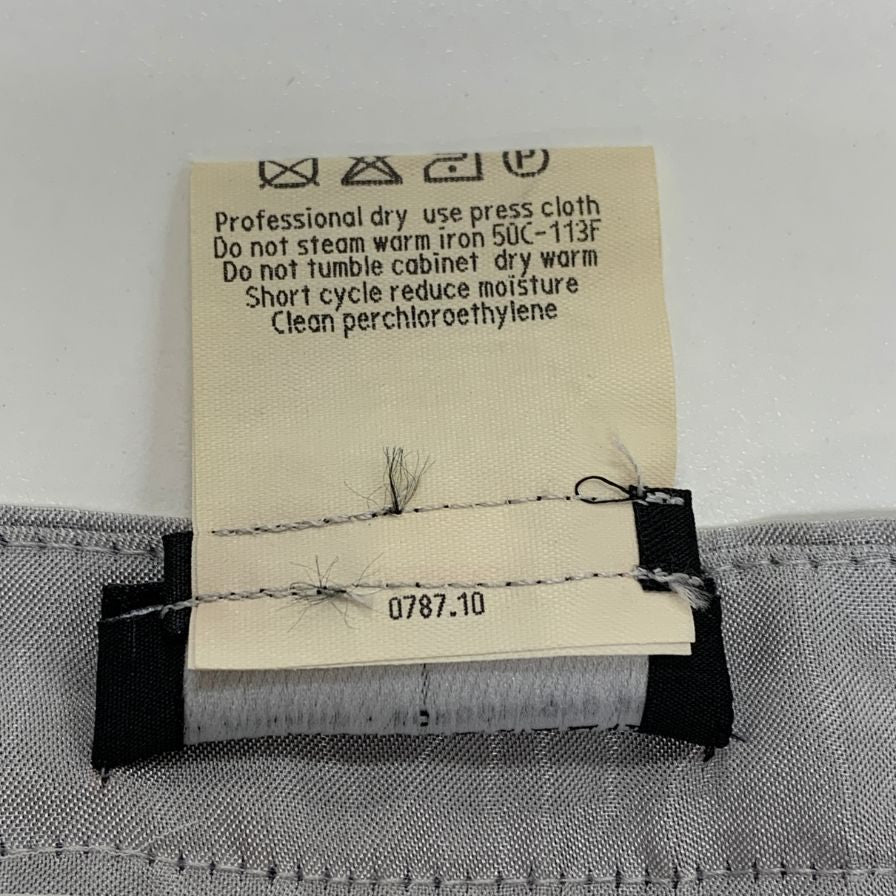 P
Professional dry use press cloth
Do not steam warm iron 50C-113F
Do not tumble cabinet dry warm
Short cycle reduce moisture
Clean perchloroethylene
0787.10